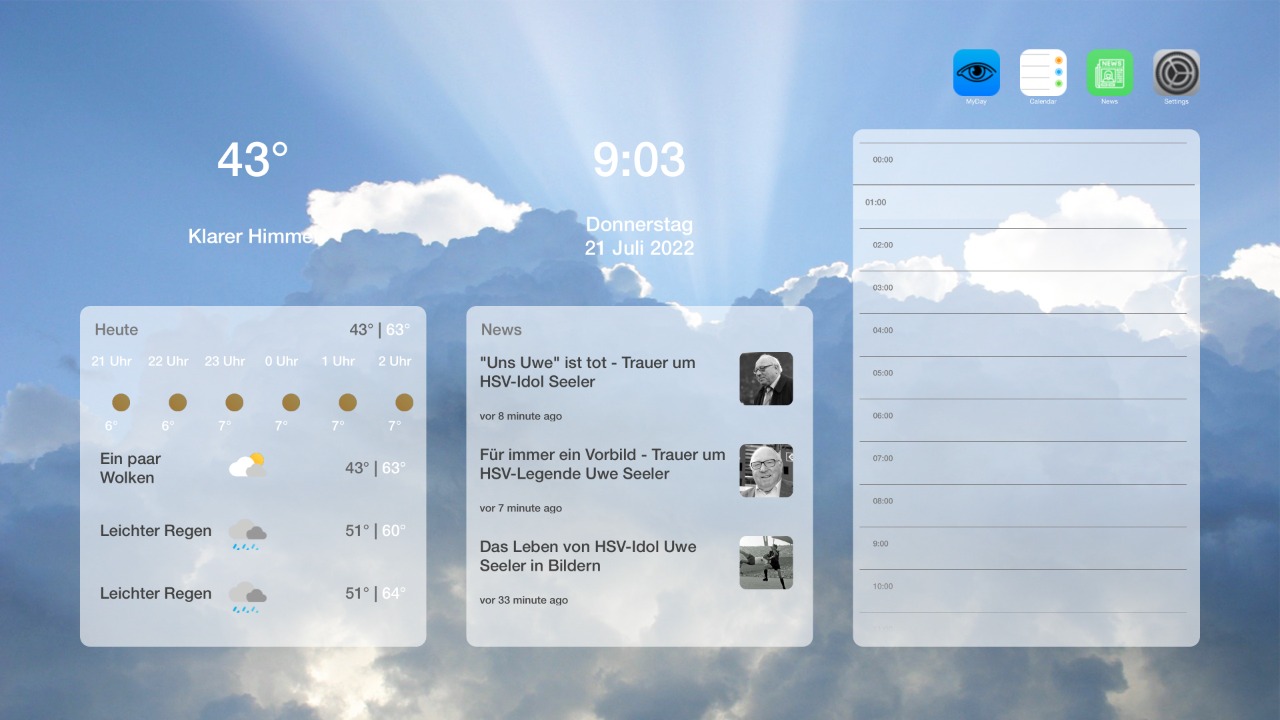 MyDay
Calendar
News
Settings
NEWS
43°
Klarer Himme
9:03
Donnerstag
21 Juli 2022
Heute
43° | 63°
21 Uhr 22 Uhr 23 Uhr 0 Uhr 1 Uhr 2 Uhr
6° 6° 7° 7° 7° 7°
Ein paar
Wolken
43° | 63°
Leichter Regen
51° | 60°
Leichter Regen
51° | 64°
News
"Uns Uwe" ist tot - Trauer um
HSV-Idol Seeler
vor 8 minute ago
Für immer ein Vorbild - Trauer um
HSV-Legende Uwe Seeler
vor 7 minute ago
Das Leben von HSV-Idol Uwe
Seeler in Bildern
vor 33 minute ago
00:00
01:00
02:00
03:00
04:00
05:00
06:00
07:00
08:00
9:00
10:00